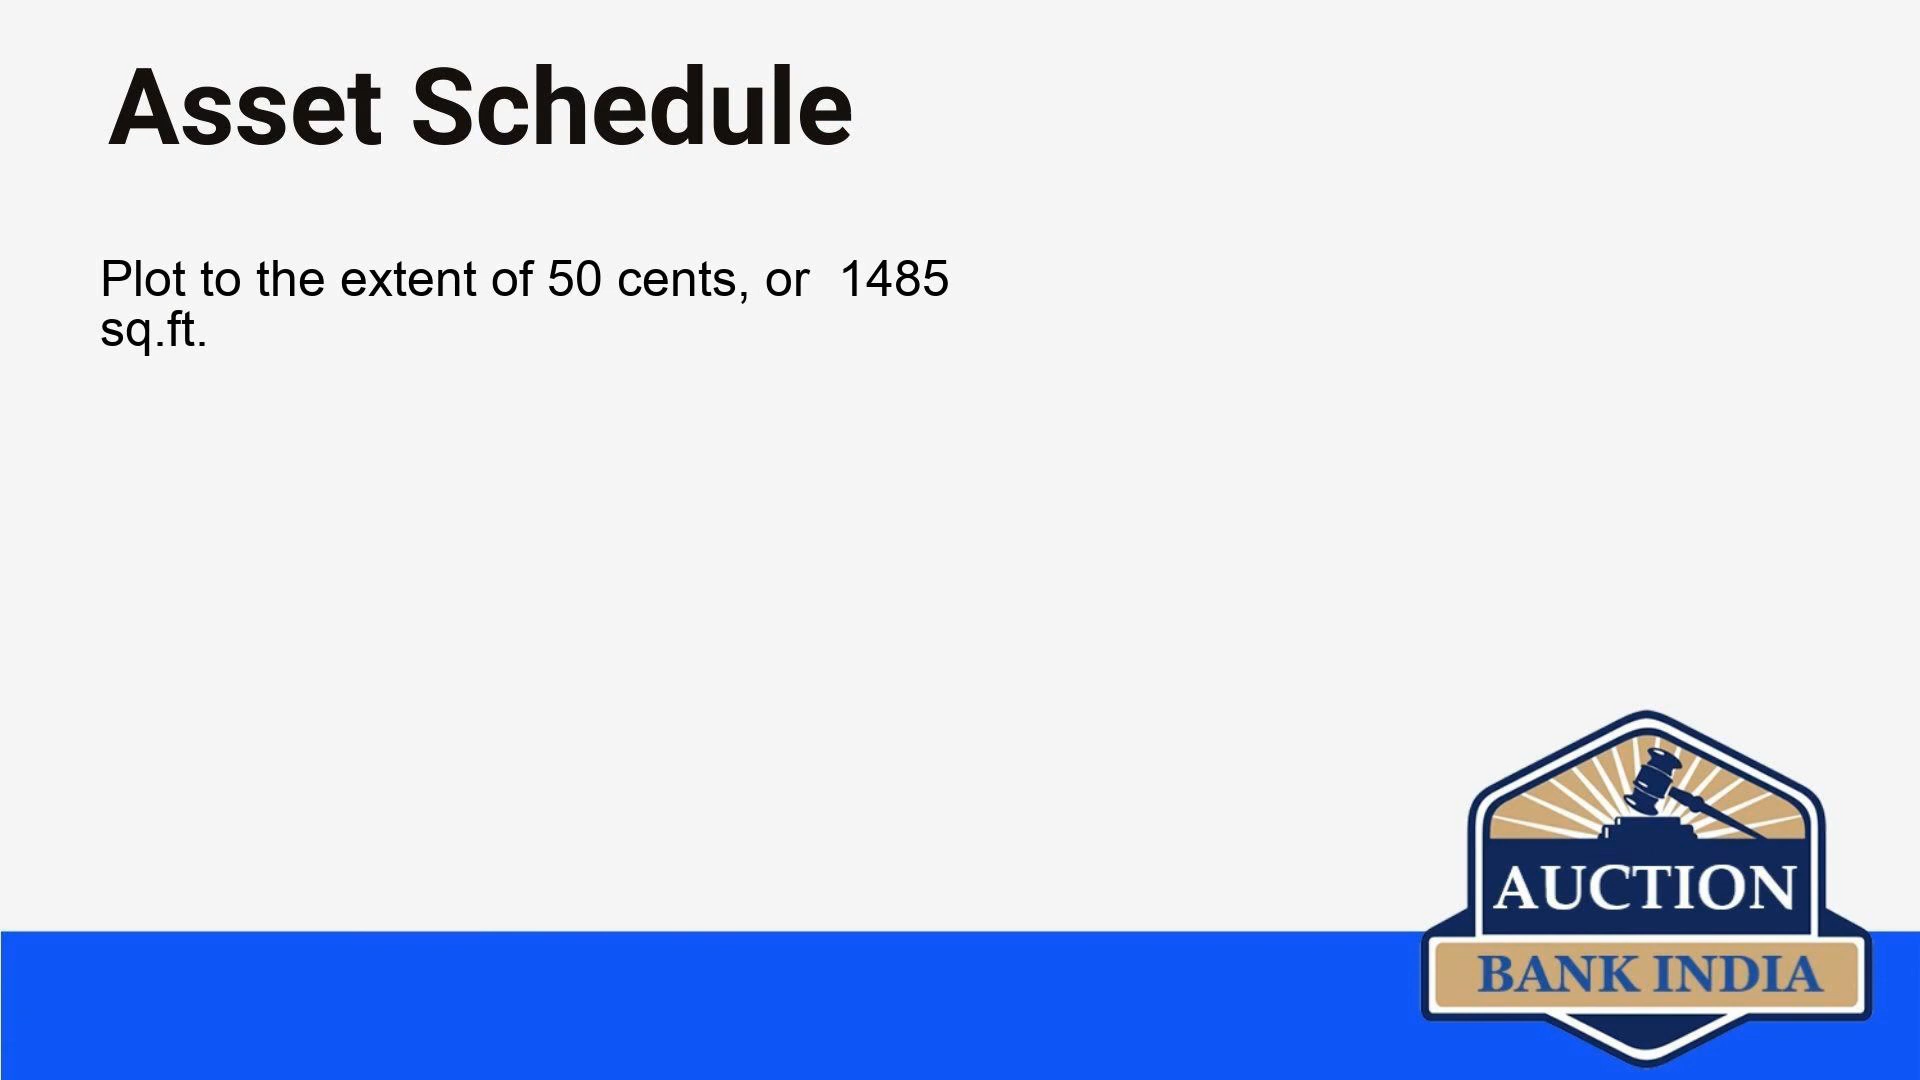 Asset Schedule
Plot to the extent of 50 cents, or  1485
sq.ft.
AUCTION
BANK INDIA